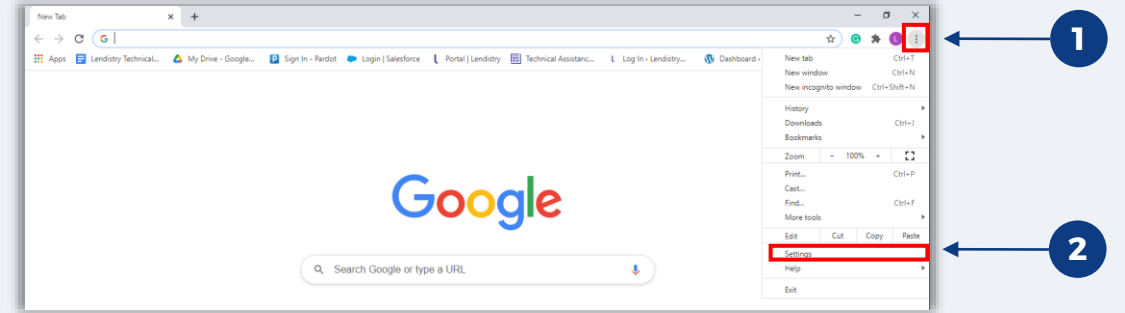 New Tab
1
G
Apps Lendistry Technical... My Drive - Google... Sign In - Pardot Login | Salesforce Portal | Lendistry Technical Assistanc... Log In ‹ Lendistry... Dashboard ‹
L
New tab Ctrl+T
New window Ctrl+N
New incognito window Ctrl+Shift+N
History
Downloads Ctrl+J
Bookmarks
Zoom - 100% +
Print... Ctrl+P
Cast...
Find... Ctrl+F
More tools
Edit Cut Copy Paste
Settings
2
Help
Exit
Google
Search Google or type a URL